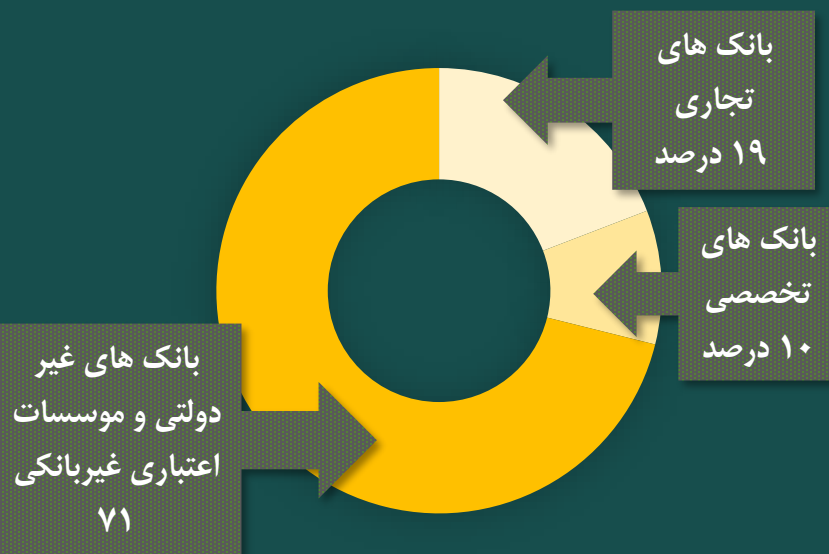 بانک های
تجاری
۱۹ درصد
بانک های
تخصصی
۱۰ درصد
بانک های غیر
دولتی و موسسات
اعتباری غیربانکی
۷۱